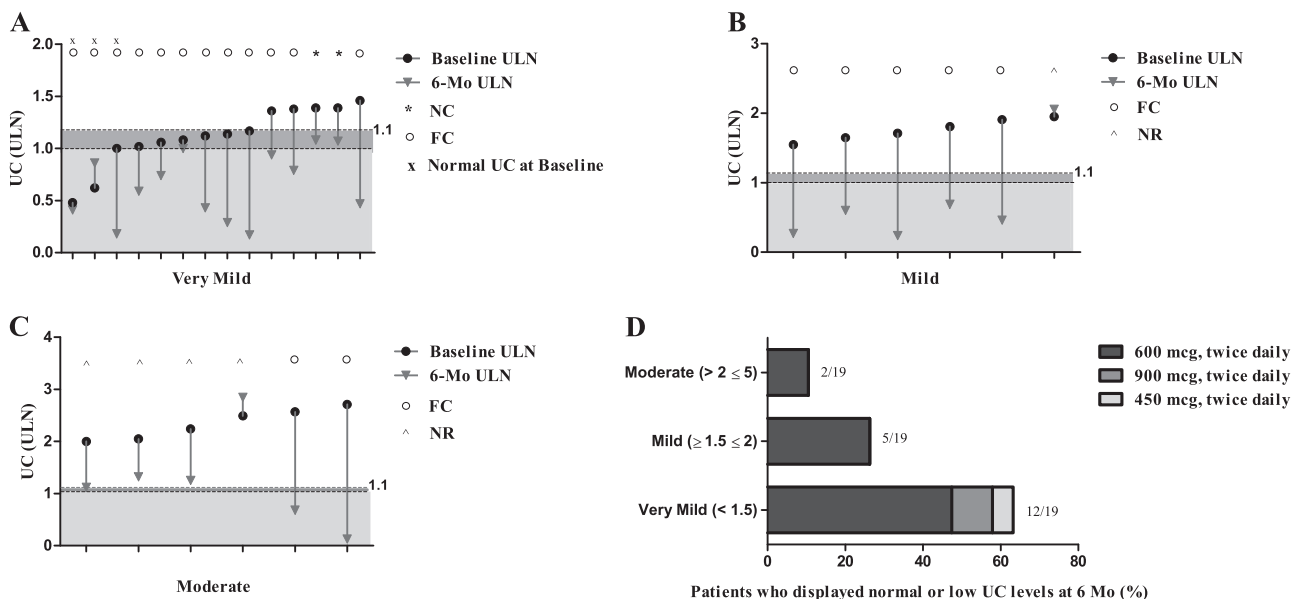 A
x x x
2.0
1.5
1.0
0.5
0.0
UC (ULN)
1.1
Very Mild
Baseline ULN
6-Mo ULN
* NC
FC
x Normal UC at Baseline
* *
B
3
2
1
0
UC (ULN)
1.1
Mild
Baseline ULN
6-Mo ULN
FC
^ NR
^
C
4
3
2
1
0
UC (ULN)
^ ^ ^ ^
1.1
Moderate
Baseline ULN
6-Mo ULN
FC
^ NR
D
Moderate (> 2 ≤ 5)
2/19
Mild (≥ 1.5 ≤ 2)
5/19
Very Mild (< 1.5)
12/19
0 20 40 60 80
Patients who displayed normal or low UC levels at 6 Mo (%)
600 mcg, twice daily
900 mcg, twice daily
450 mcg, twice daily